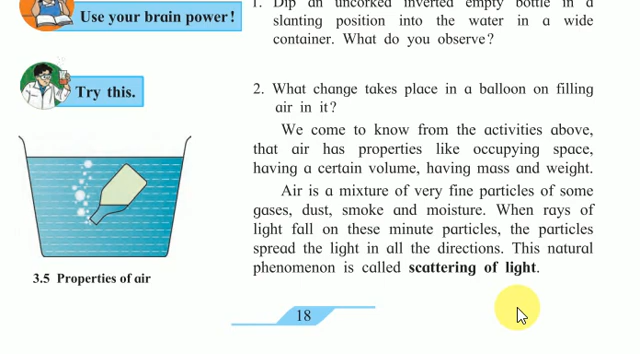 Use your brain power!
1. Dip an uncorked inverted empty bottle in a
slanting position into the water in a wide
container. What do you observe?
Try this.
2. What change takes place in a balloon on filling
air in it?
We come to know from the activities above,
that air has properties like occupying space,
having a certain volume, having mass and weight.
Air is a mixture of very fine particles of some
gases, dust, smoke and moisture. When rays of
light fall on these minute particles, the particles
spread the light in all the directions. This natural
phenomenon is called scattering of light.
3.5 Properties of air
18